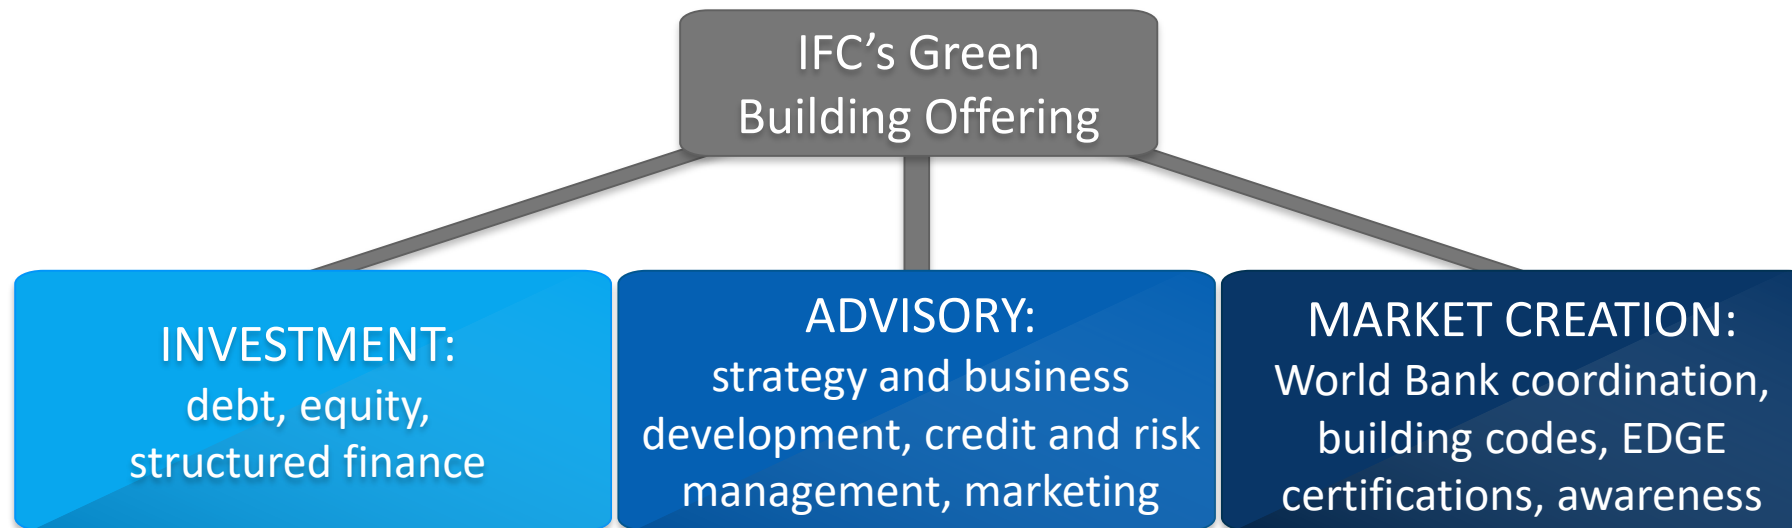 IFC’s Green
Building Offering
INVESTMENT:
debt, equity,
structured finance
ADVISORY:
strategy and business
development, credit and risk
management, marketing
MARKET CREATION:
World Bank coordination,
building codes, EDGE
certifications, awareness